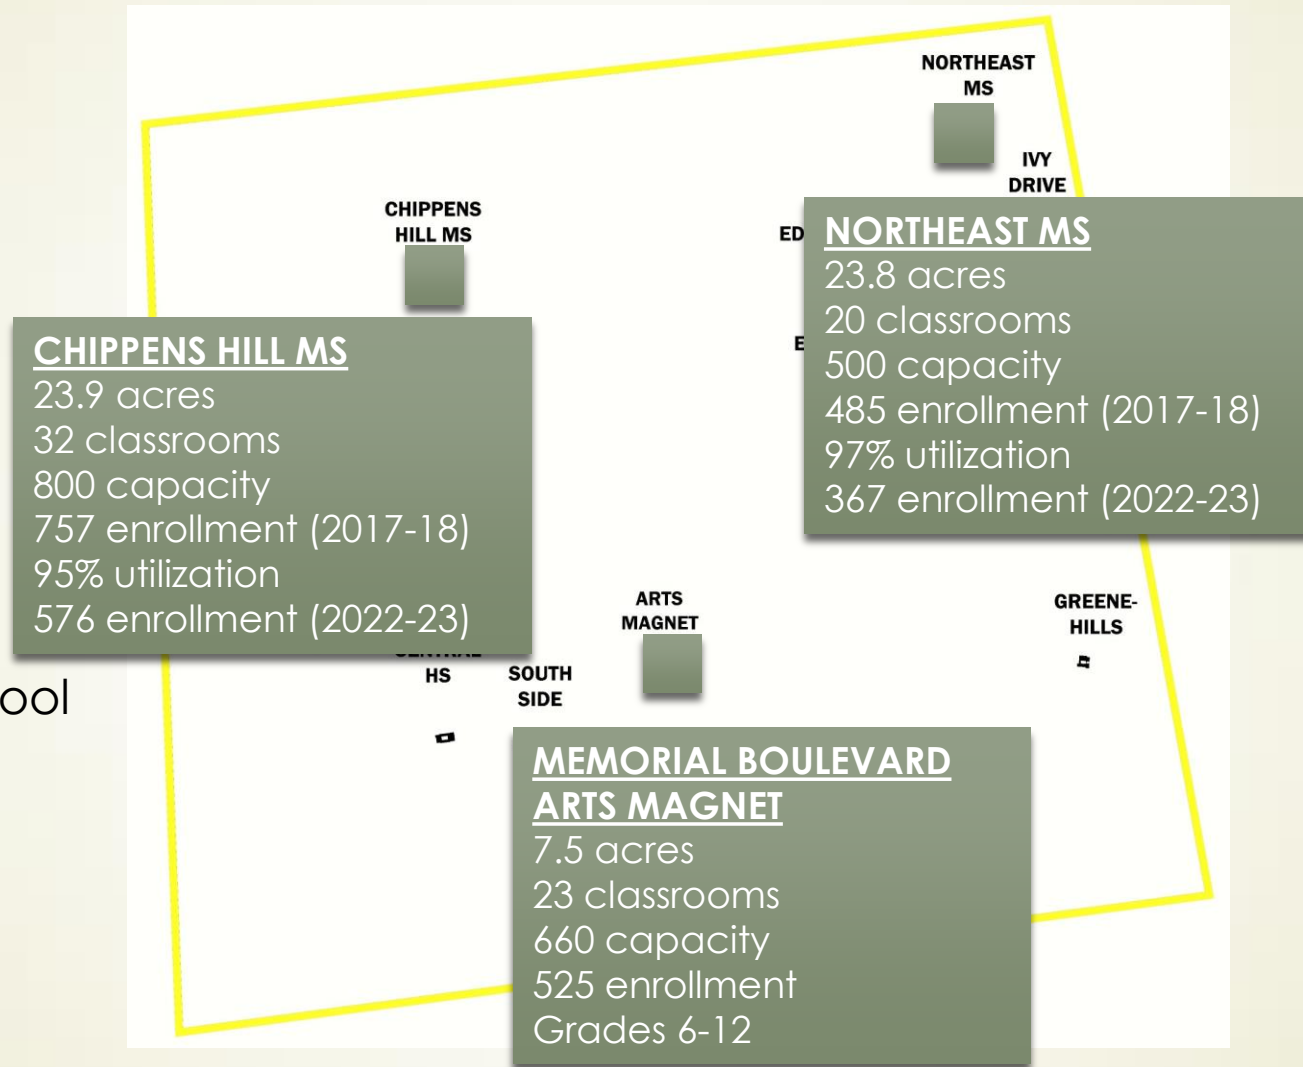 NORTHEAST
MS
IVY
DRIVE
CHIPPENS
HILL MS
ED
NORTHEAST MS
23.8 acres
20 classrooms
500 capacity
485 enrollment (2017-18)
97% utilization
367 enrollment (2022-23)
E
CHIPPENS HILL MS
23.9 acres
32 classrooms
800 capacity
757 enrollment (2017-18)
95% utilization
576 enrollment (2022-23)
ARTS
MAGNET
GREENE-
HILLS
CENTRAL
HS
SOUTH
SIDE
ool
MEMORIAL BOULEVARD
ARTS MAGNET
7.5 acres
23 classrooms
660 capacity
525 enrollment
Grades 6-12